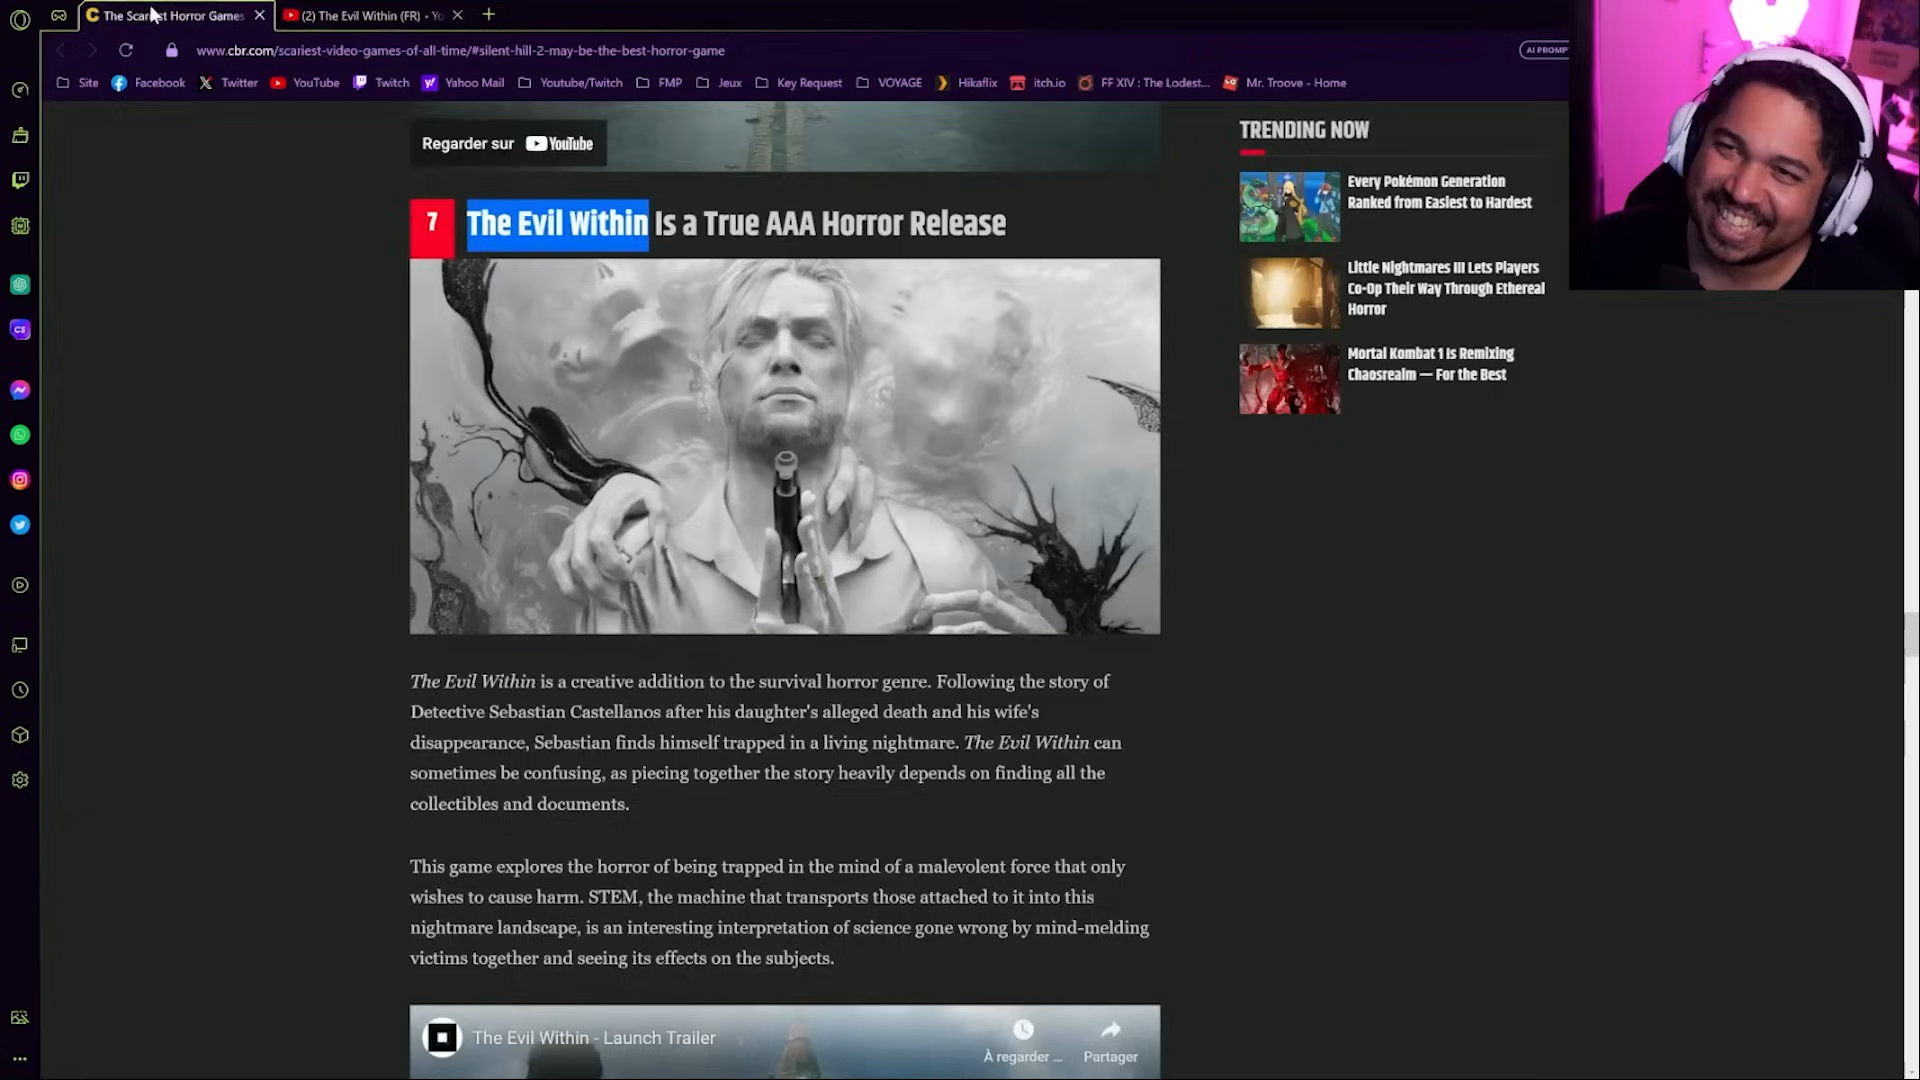 The Scariest Horror Games
(2) The Evil Within (FR) - Yo
www.cbr.com/scariest-video-games-of-all-time/#silent-hill-2-may-be-the-best-horror-game
AI PROMP
Site
Facebook
Twitter
YouTube
Twitch
Yahoo Mail
Youtube/Twitch
FMP
Jeux
Key Request
VOYAGE
Hikaflix
itch.io
FF XIV : The Lodest...
Mr. Troove - Home
Regarder sur YouTube
7 The Evil Within Is a True AAA Horror Release
The Evil Within is a creative addition to the survival horror genre. Following the story of
Detective Sebastian Castellanos after his daughter's alleged death and his wife's
disappearance, Sebastian finds himself trapped in a living nightmare. The Evil Within can
sometimes be confusing, as piecing together the story heavily depends on finding all the
collectibles and documents.
This game explores the horror of being trapped in the mind of a malevolent force that only
wishes to cause harm. STEM, the machine that transports those attached to it into this
nightmare landscape, is an interesting interpretation of science gone wrong by mind-melding
victims together and seeing its effects on the subjects.
The Evil Within - Launch Trailer
À regarder ...
Partager
TRENDING NOW
Every Pokémon Generation
Ranked from Easiest to Hardest
Little Nightmares III Lets Players
Co-Op Their Way Through Ethereal
Horror
Mortal Kombat 1 Is Remixing
Chaosrealm — For the Best
CS